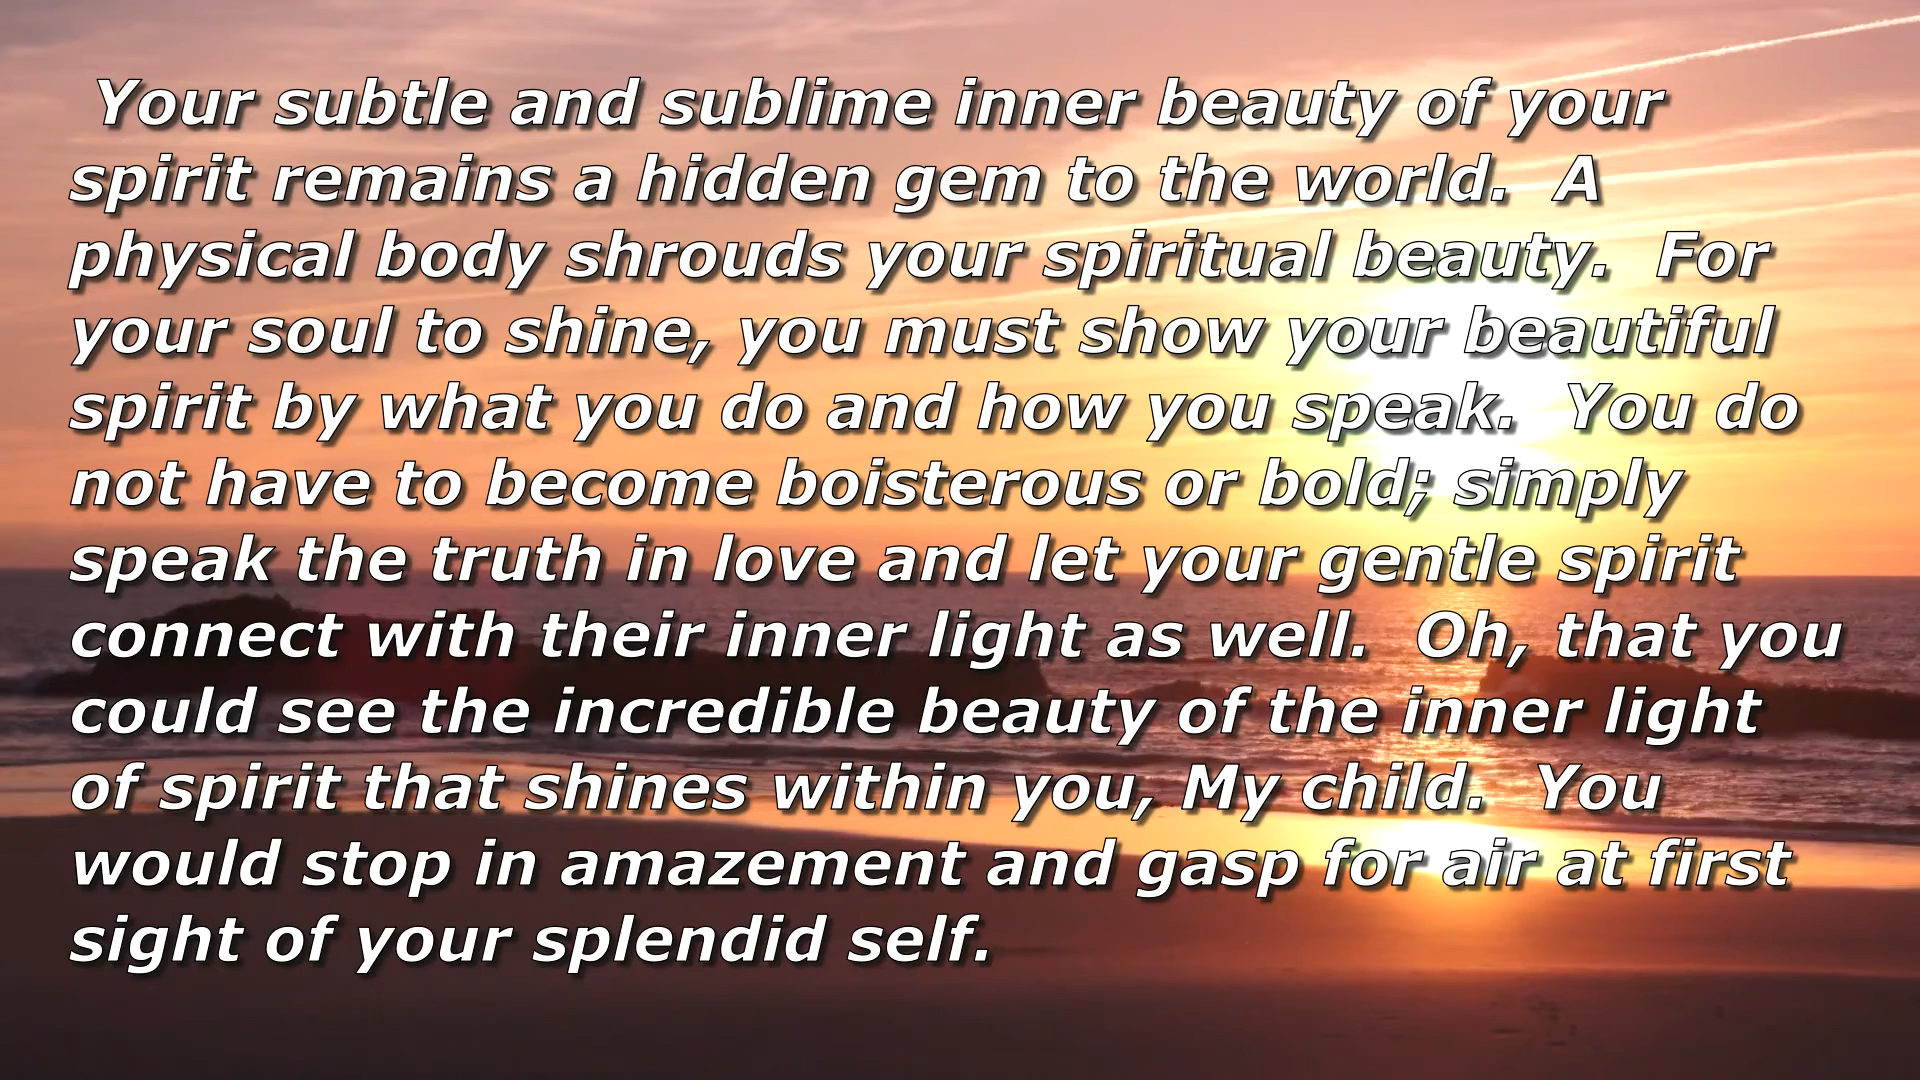 Your subtle and sublime inner beauty of your
spirit remains a hidden gem to the world.  A
physical body shrouds your spiritual beauty.  For
your soul to shine, you must show your beautiful
spirit by what you do and how you speak.  You do
not have to become boisterous or bold; simply
speak the truth in love and let your gentle spirit
connect with their inner light as well.  Oh, that you
could see the incredible beauty of the inner light
of spirit that shines within you, My child.  You
would stop in amazement and gasp for air at first
sight of your splendid self.